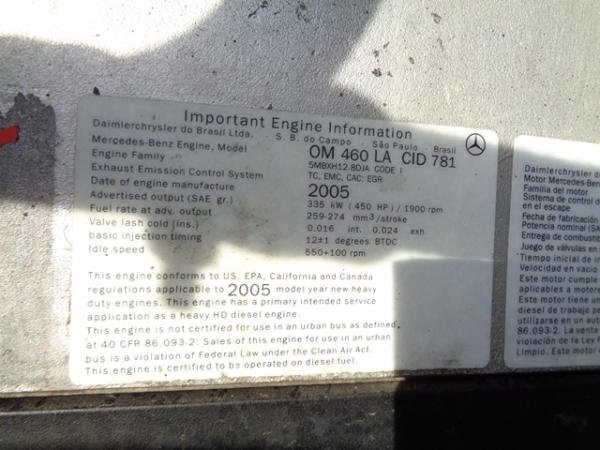 Important Engine Information
Daimlerchrysler do Brasil Ltda. - S. B. do Campo - São Paulo - Brasil
Mercedes-Benz Engine, Model OM 460 LA CID 781
Engine Family 5MBXH12.8DJA CODE I
Exhaust Emission Control System TC, EMC, CAC; EGR
Date of engine manufacture 2005
Advertised output (SAE gr.) 335 kW (450 HP) / 1900 rpm
Fuel rate at adv. output 259-274 mm³/stroke
Valve lash cold (ins.) 0.016 int. 0.024 exh
basic injection timing 12±1 degrees BTDC
Idle speed 550+100 rpm
This engine conforms to US. EPA, California and Canada
regulations applicable to 2005 model year new heavy
duty engines. This engine has a primary intended service
application as a heavy HD diesel engine.
This engine is not certified for use in an urban bus as defined
at 40 CFR 86.093-2. Sales of this engine for use in an urban
bus is a violation of Federal Law under the Clean Air Act.
This engine is certified to be operated on diesel fuel.
Daimlerchrysler do
Motor Mercedes-Ben
Familia del motor
Sistema de control d
en el escape
Fecha de fabricación
Potencia nominal (SA
Entrega de combustib
Juego de válvulas en
Tiempo inicial de in
Velocidad en vacio
Este motor cumple
aplicables a motore
Este motor tiene un
diesel de trabajo pe
utilizarse en un aut
86.093-2. La venta
violación de la Ley F
Limpio. Este motor